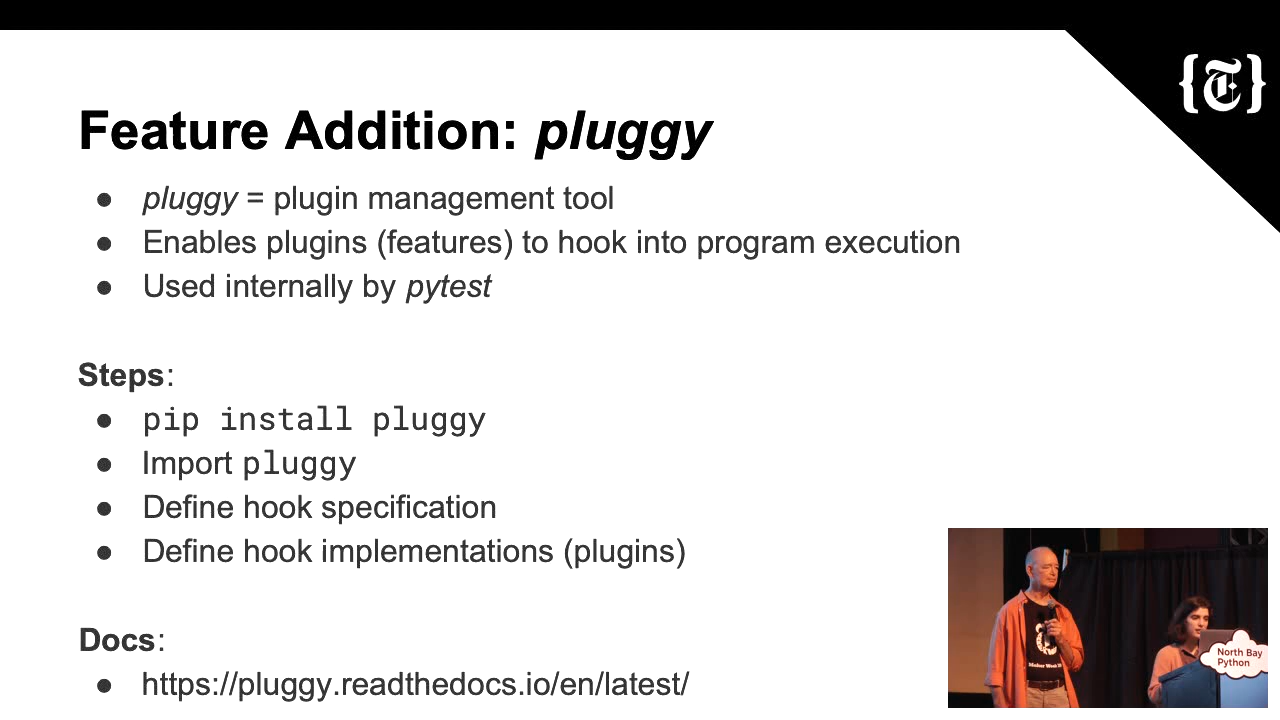 {T}
Feature Addition: pluggy
● pluggy = plugin management tool
● Enables plugins (features) to hook into program execution
● Used internally by pytest
Steps:
● pip install pluggy
● Import pluggy
● Define hook specification
● Define hook implementations (plugins)
Docs:
● https://pluggy.readthedocs.io/en/latest/
North Bay
Python